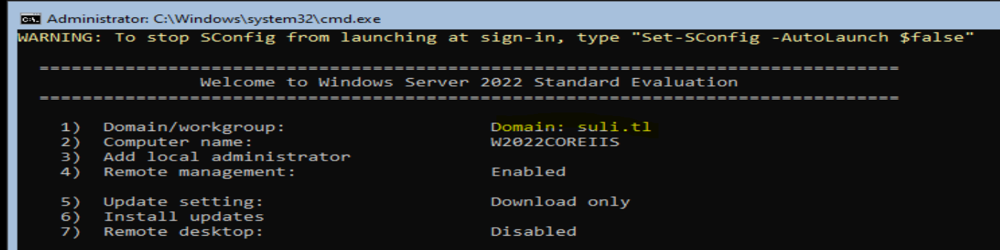 Administrator: C:\Windows\system32\cmd.exe
WARNING: To stop SConfig from launching at sign-in, type "Set-SConfig -AutoLaunch $false"
================================================================================
Welcome to Windows Server 2022 Standard Evaluation
================================================================================
1) Domain/workgroup: Domain: suli.tl
2) Computer name: W2022COREIIS
3) Add local administrator
4) Remote management: Enabled
5) Update setting: Download only
6) Install updates
7) Remote desktop: Disabled